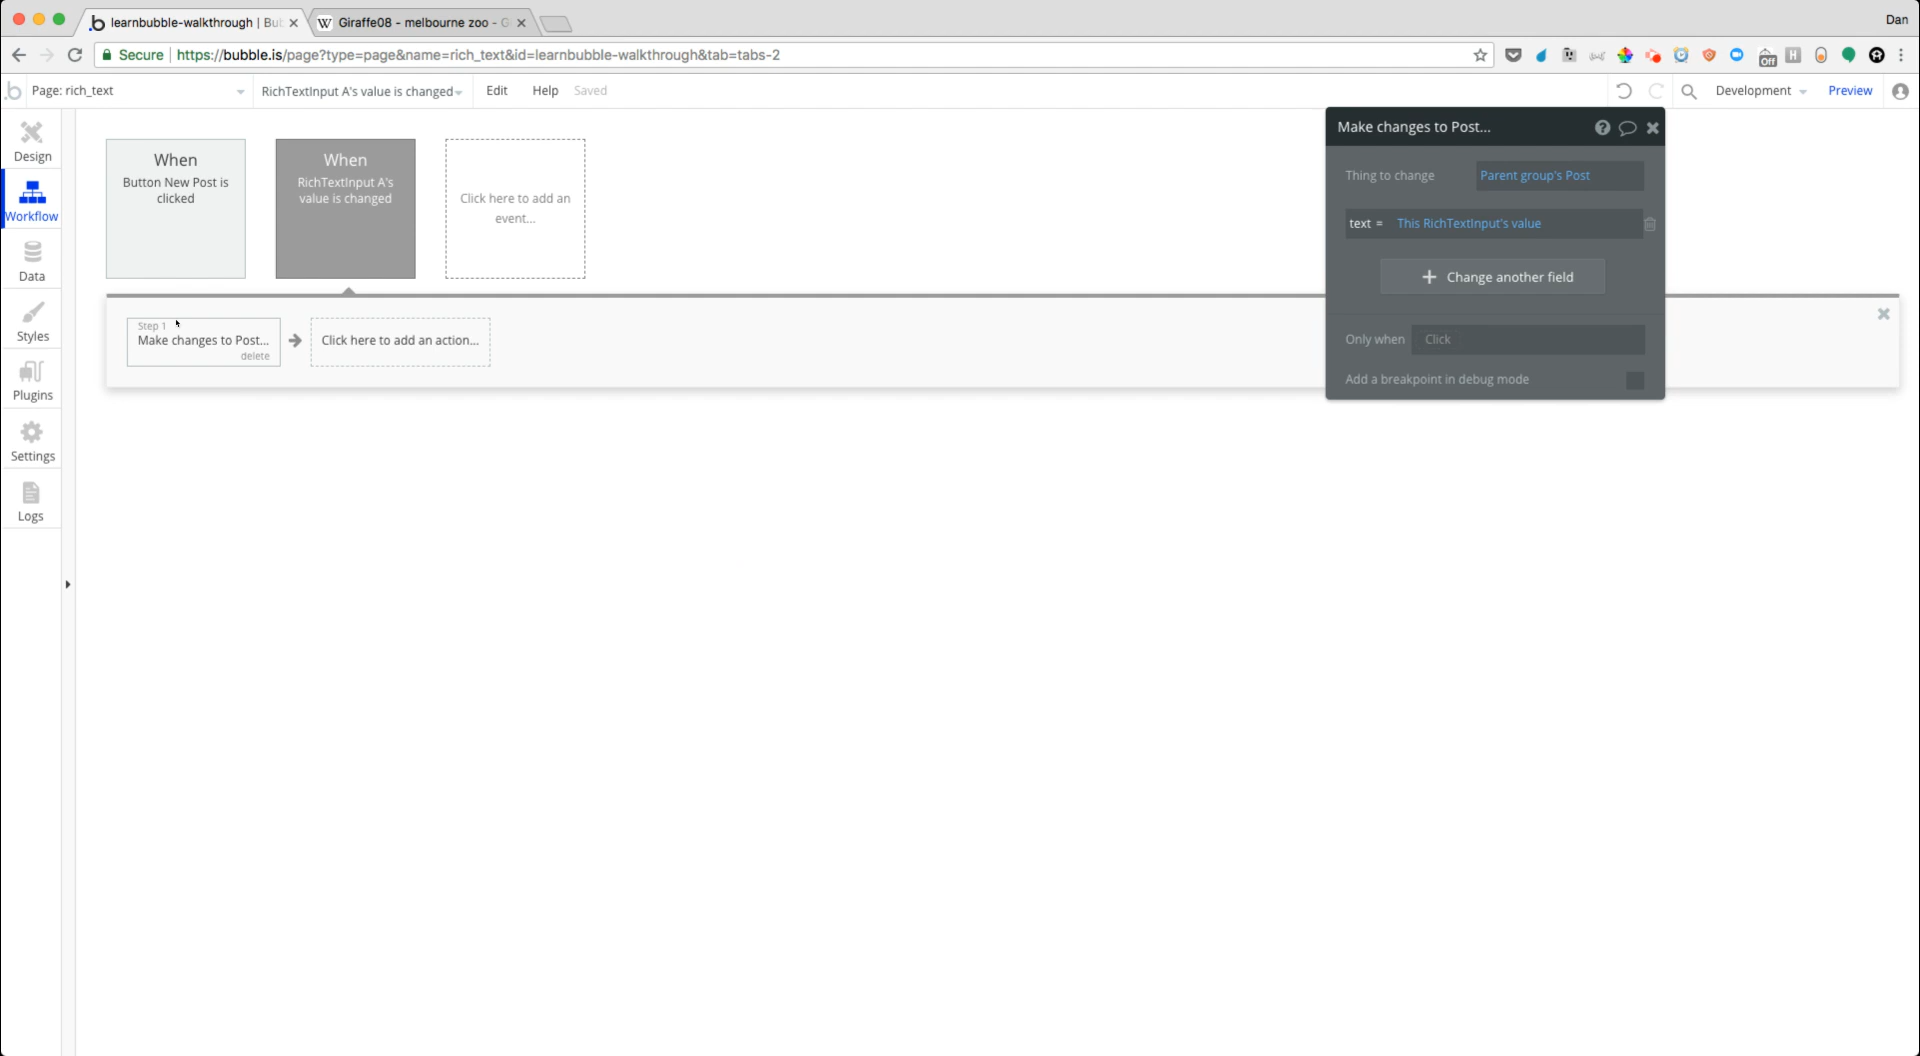 learnbubble-walkthrough | Bu
Giraffe08 - melbourne zoo - G
Dan
Secure https://bubble.is/page?type=page&name=rich_text&id=learnbubble-walkthrough&tab=tabs-2
Off
Page: rich_text
RichTextInput A's value is changed
Edit
Help
Saved
Development
Preview
Design
Workflow
Data
Styles
Plugins
Settings
Logs
When
Button New Post is
clicked
When
RichTextInput A's
value is changed
Click here to add an
event...
Step 1
Make changes to Post...
delete
Click here to add an action...
Make changes to Post...
Thing to change
Parent group's Post
text = This RichTextInput's value
Change another field
Only when
Click
Add a breakpoint in debug mode